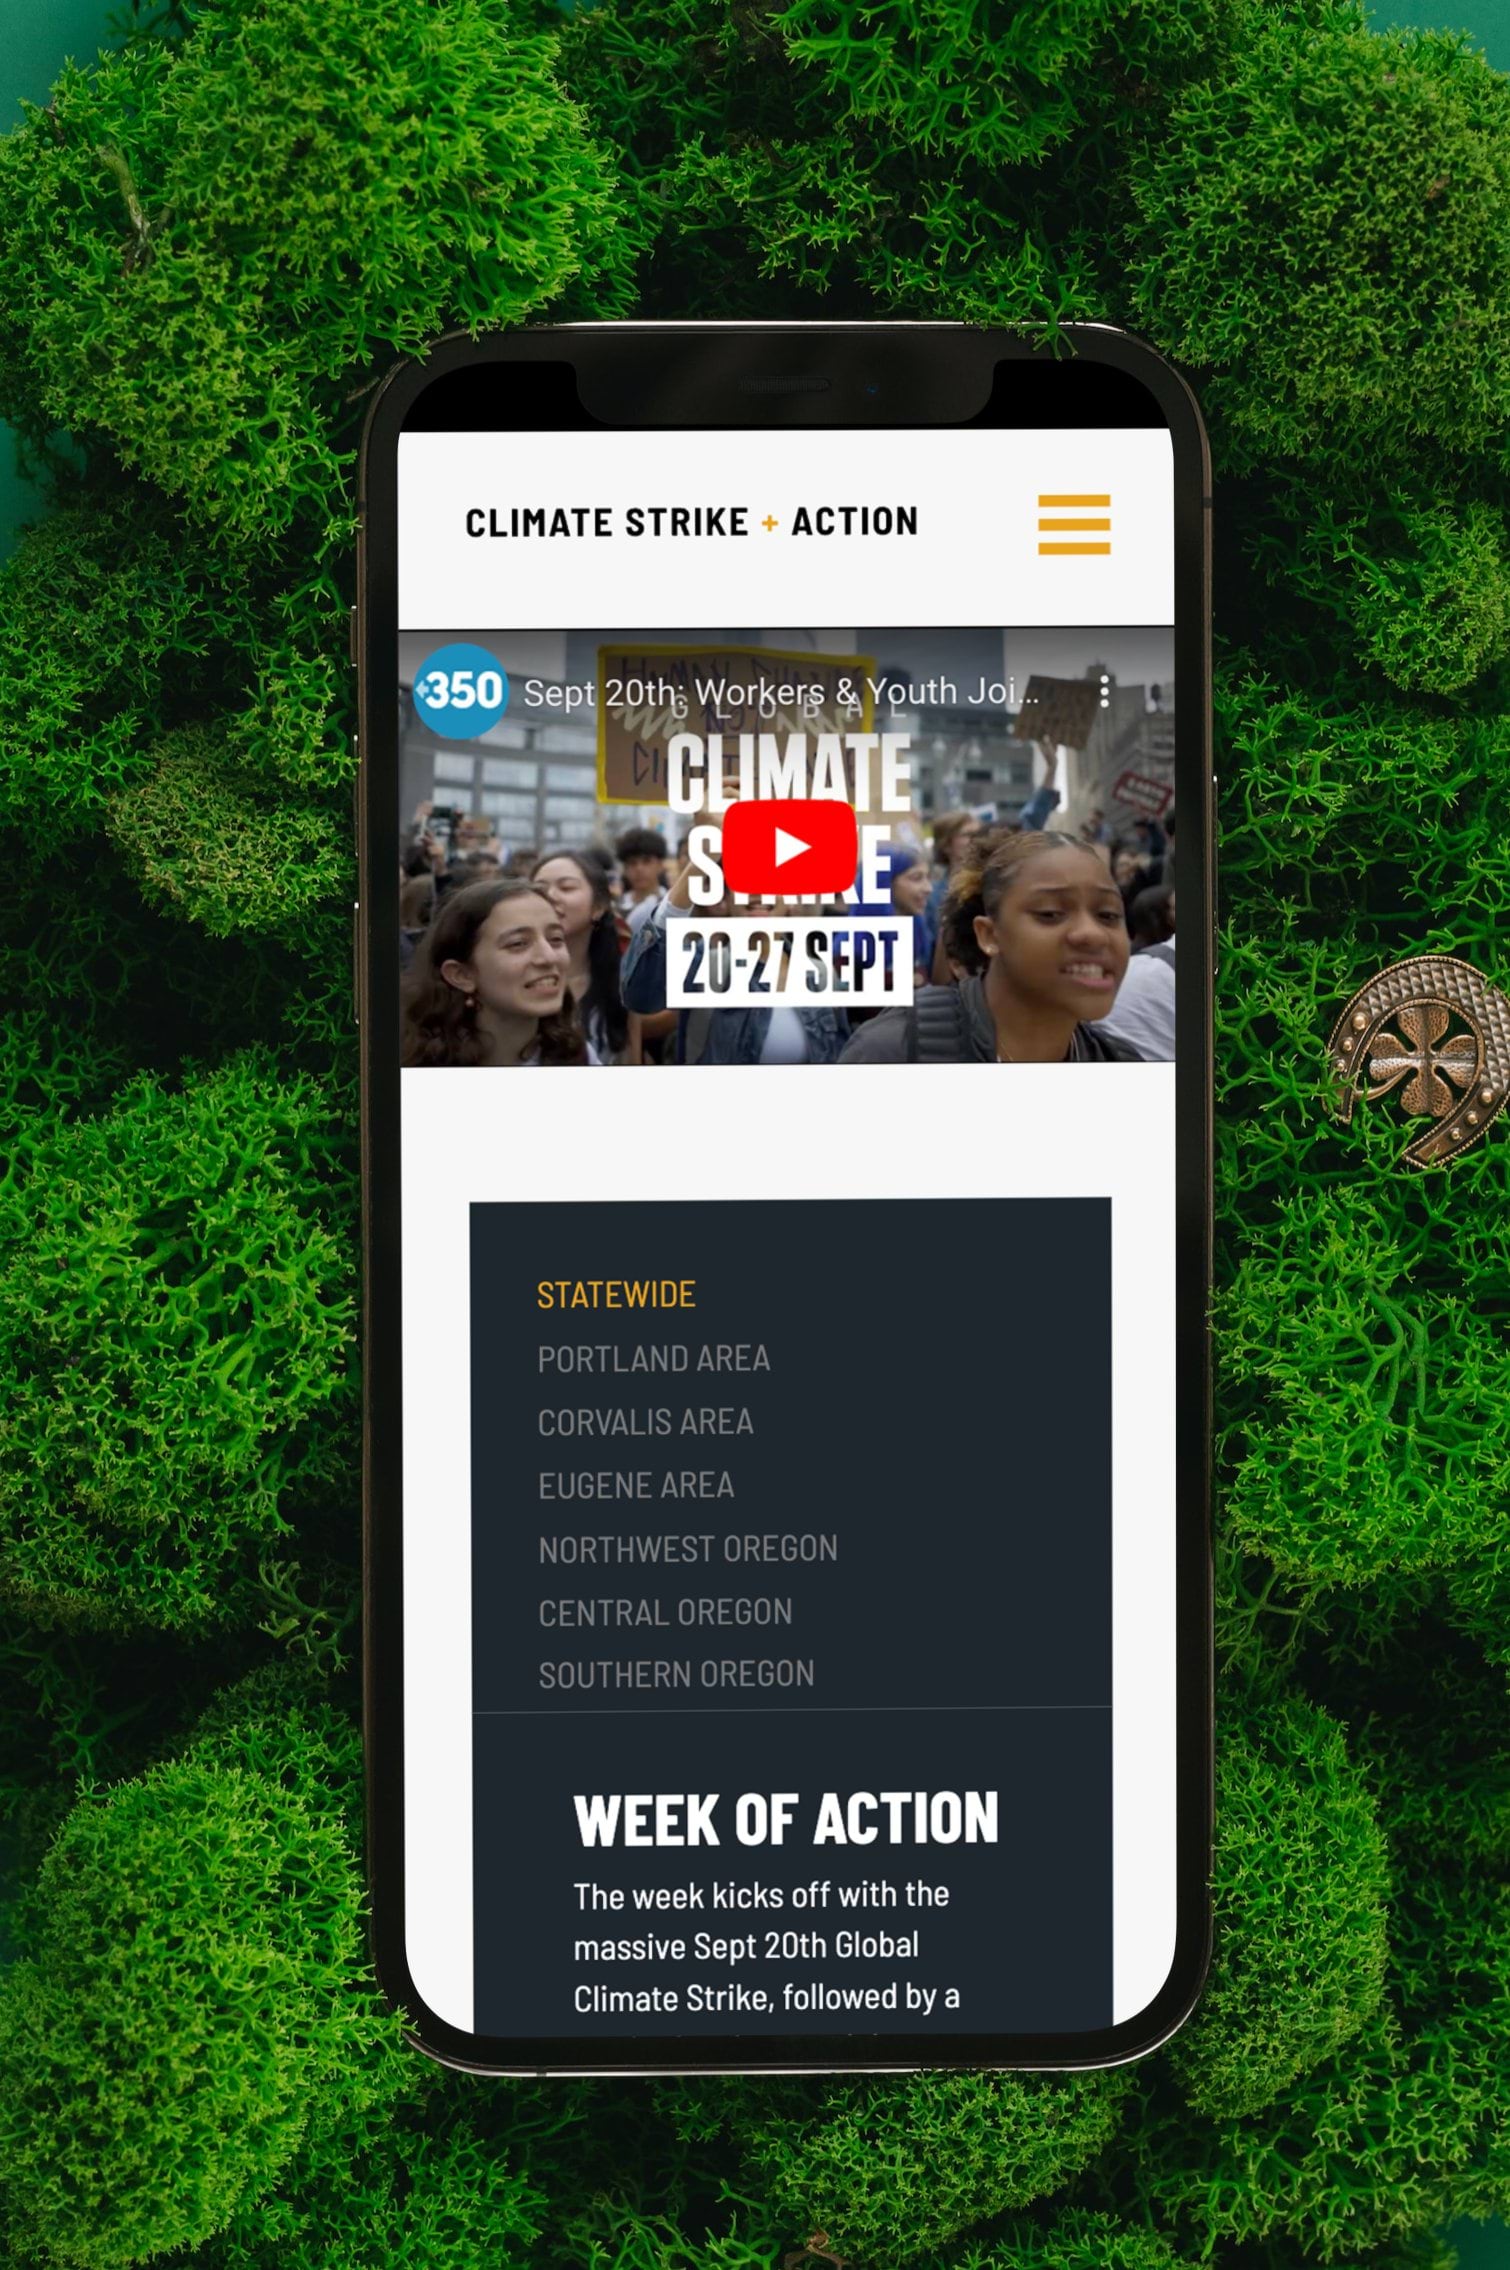 CLIMATE STRIKE + ACTION
350
Sept 20th: Workers & Youth Joi...
GLOBAL
CLIMATE
20-27 SEPT
STATEWIDE
PORTLAND AREA
CORVALIS AREA
EUGENE AREA
NORTHWEST OREGON
CENTRAL OREGON
SOUTHERN OREGON
WEEK OF ACTION
The week kicks off with the
massive Sept 20th Global
Climate Strike, followed by a